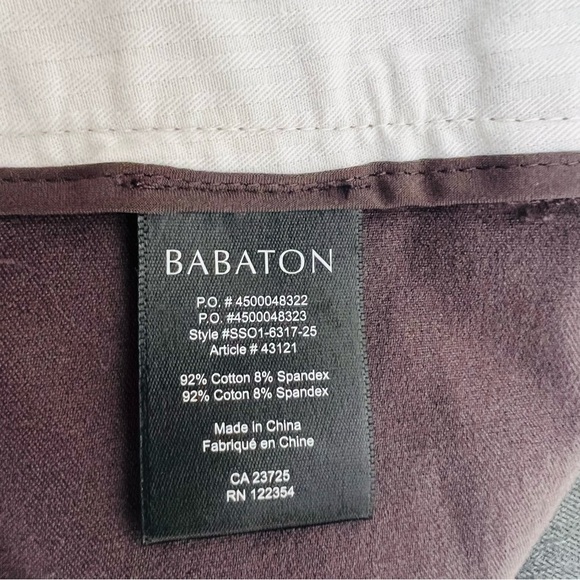 BABATON
P.O. # 4500048322
P.O. #4500048323
Style #SSO1-6317-25
Article # 43121
92% Cotton 8% Spandex
92% Coton 8% Spandex
Made in China
Fabriqué en Chine
CA 23725
RN 122354